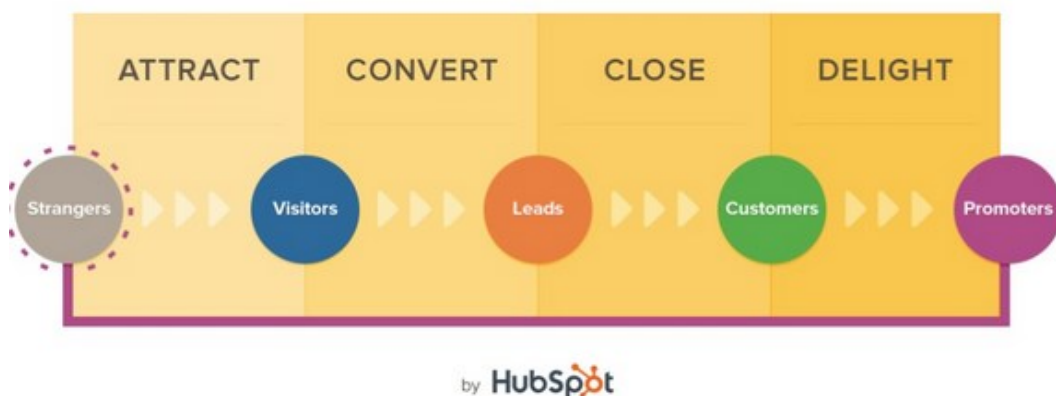 ATTRACT CONVERT CLOSE DELIGHT
Strangers Visitors Leads Customers Promoters
by HubSpot